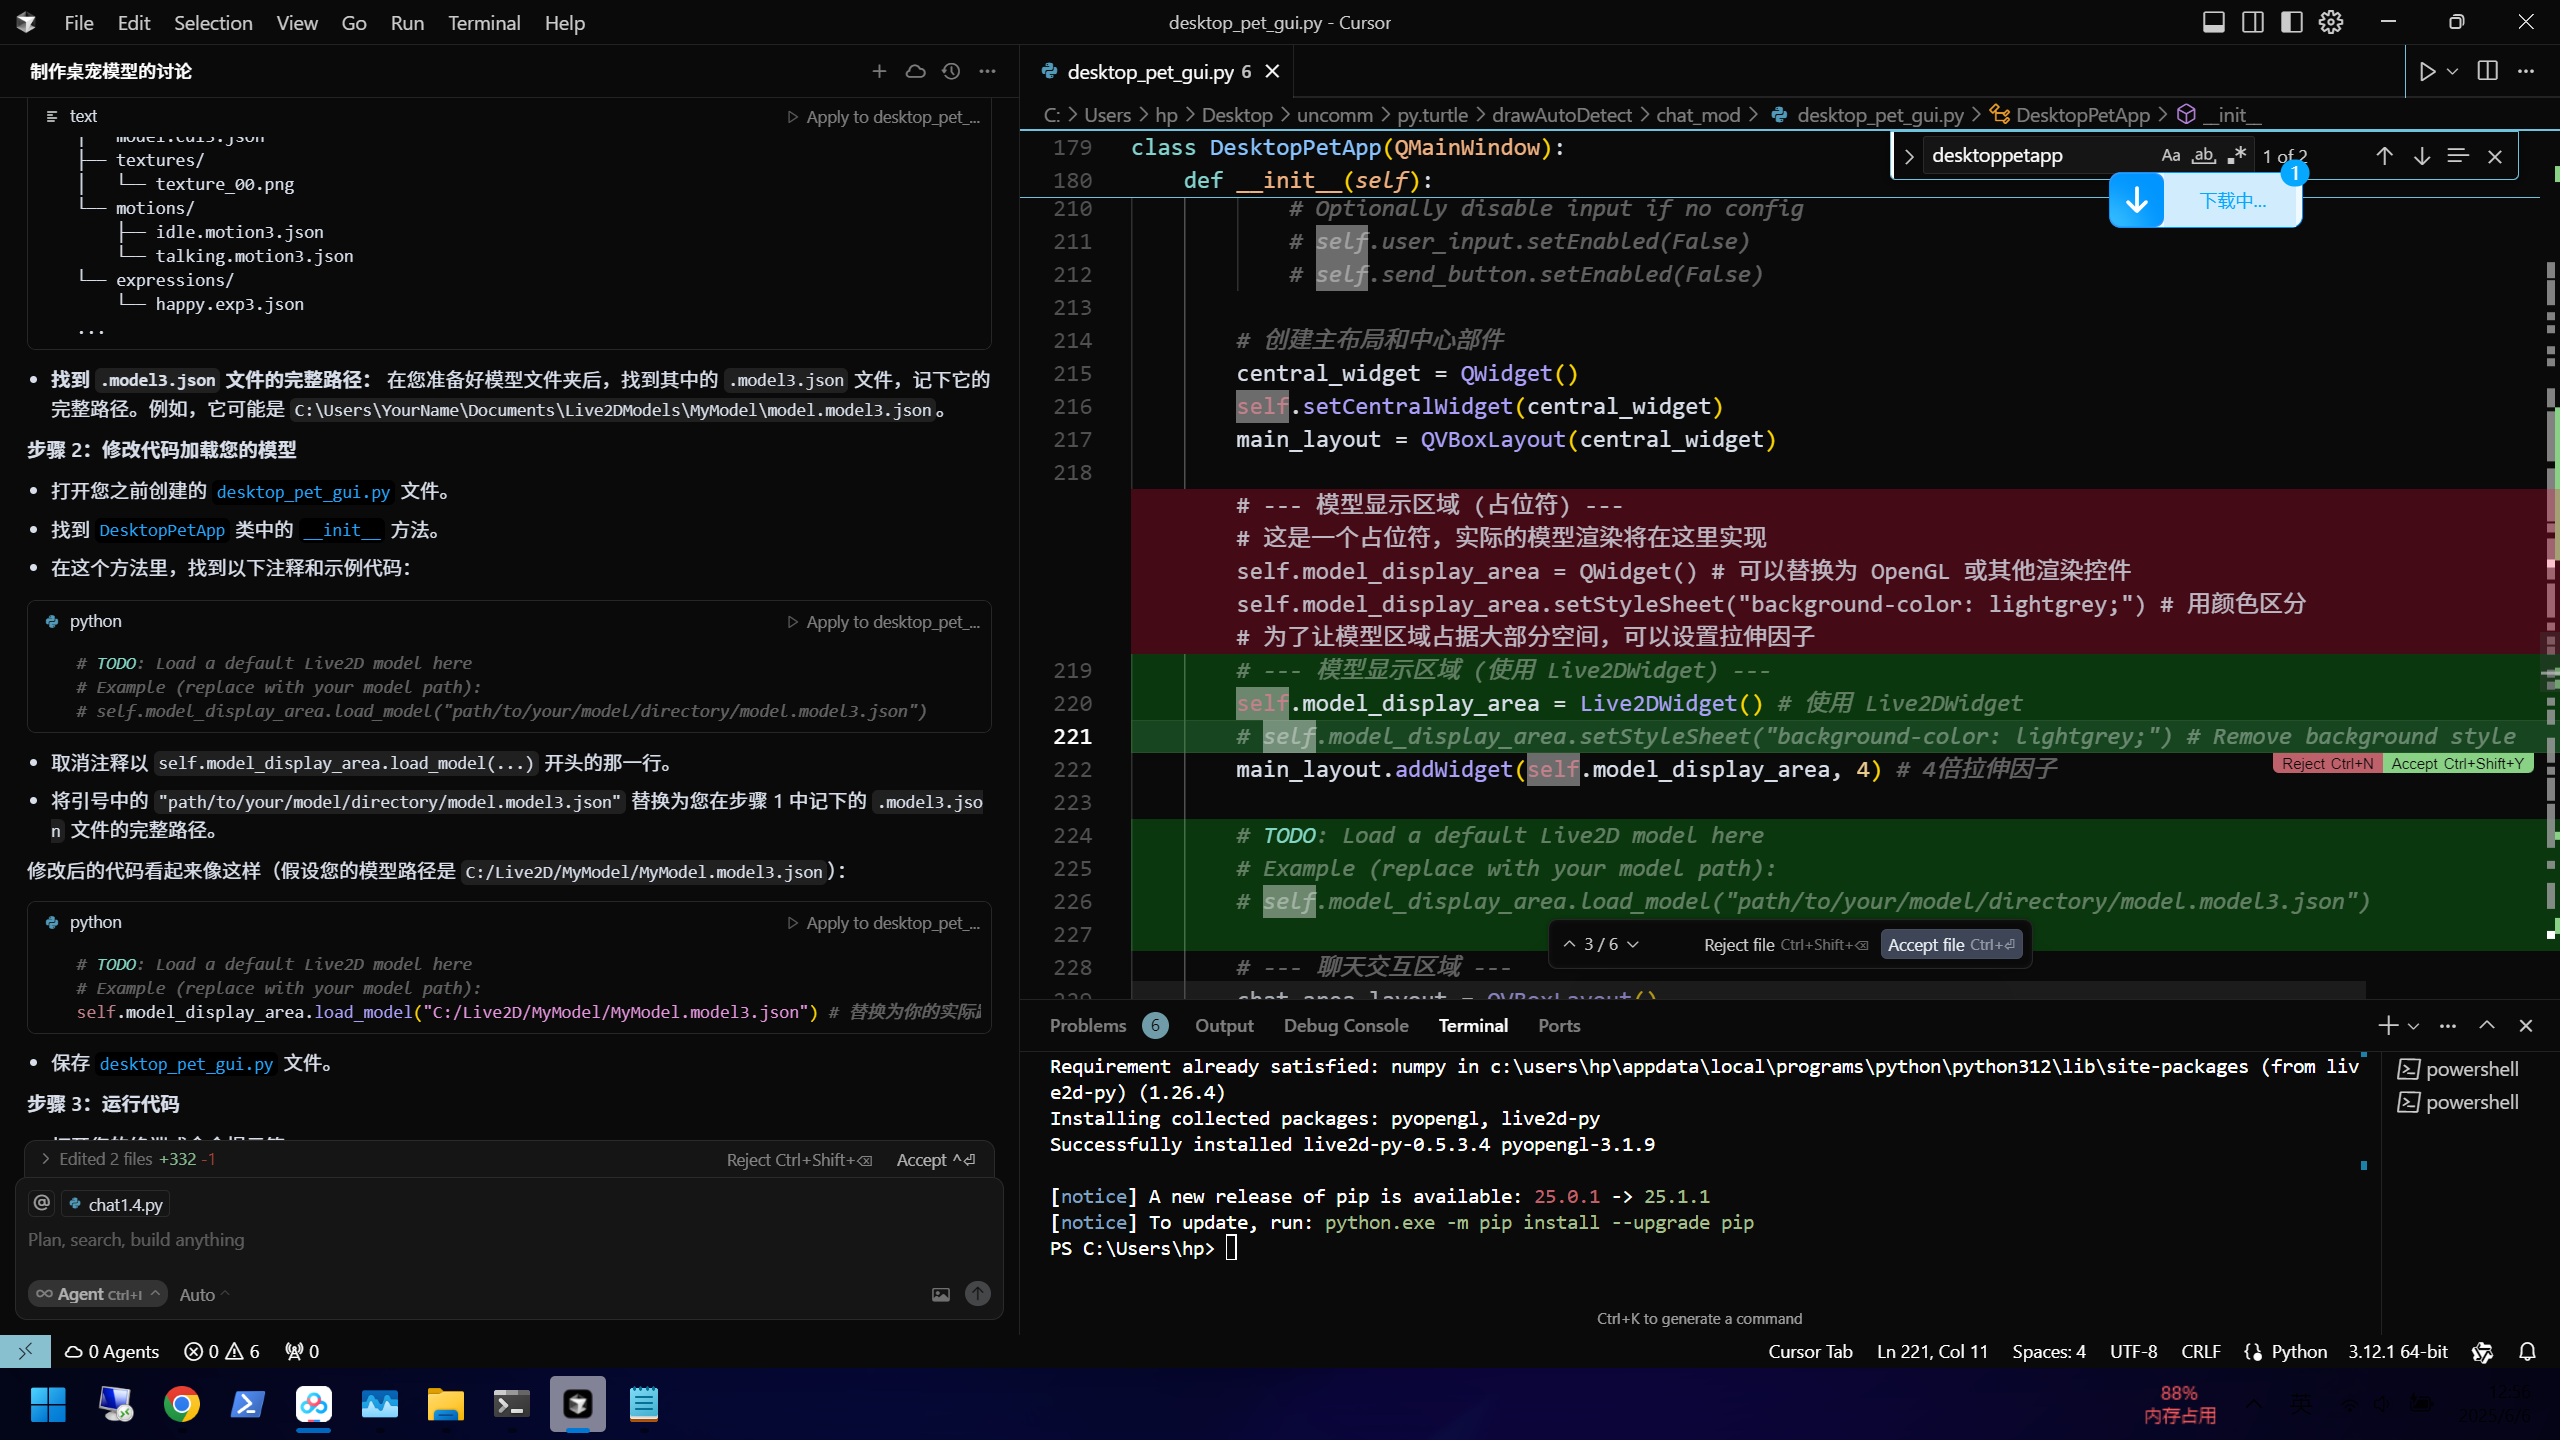 File Edit Selection View Go Run Terminal Help
desktop_pet_gui.py - Cursor
制作桌宠模型的讨论
text
Apply to desktop_pet_...
├── textures/
│   └── texture_00.png
└── motions/
├── idle.motion3.json
└── talking.motion3.json
└── expressions/
└── happy.exp3.json
...
• 找到 .model3.json 文件的完整路径： 在您准备好模型文件夹后，找到其中的 .model3.json 文件，记下它的
完整路径。例如，它可能是 C:\Users\YourName\Documents\Live2DModels\MyModel\model.model3.json。
步骤 2：修改代码加载您的模型
• 打开您之前创建的 desktop_pet_gui.py 文件。
• 找到 DesktopPetApp 类中的 __init__ 方法。
• 在这个方法里，找到以下注释和示例代码：
python
Apply to desktop_pet_...
# TODO: Load a default Live2D model here
# Example (replace with your model path):
# self.model_display_area.load_model("path/to/your/model/directory/model.model3.json")
• 取消注释以 self.model_display_area.load_model(...) 开头的那一行。
• 将引号中的 "path/to/your/model/directory/model.model3.json" 替换为您在步骤 1 中记下的 .model3.jso
n 文件的完整路径。
修改后的代码看起来像这样（假设您的模型路径是 C:/Live2D/MyModel/MyModel.model3.json）：
python
Apply to desktop_pet_...
# TODO: Load a default Live2D model here
# Example (replace with your model path):
self.model_display_area.load_model("C:/Live2D/MyModel/MyModel.model3.json") # 替换为你的实际
• 保存 desktop_pet_gui.py 文件。
步骤 3：运行代码
Edited 2 files +332 -1
Reject Ctrl+Shift+⌫ Accept ^⏎
@ chat1.4.py
Plan, search, build anything
Agent Ctrl+I Auto
desktop_pet_gui.py 6
C: > Users > hp > Desktop > uncomm > py.turtle > drawAutoDetect > chat_mod > desktop_pet_gui.py > DesktopPetApp > __init__
desktoppetapp Aa ab .* 1 of 2
1
下载中...
179 class DesktopPetApp(QMainWindow):
180 def __init__(self):
210 # Optionally disable input if no config
211 # self.user_input.setEnabled(False)
212 # self.send_button.setEnabled(False)
213
214 # 创建主布局和中心部件
215 central_widget = QWidget()
216 self.setCentralWidget(central_widget)
217 main_layout = QVBoxLayout(central_widget)
218
# --- 模型显示区域 (占位符) ---
# 这是一个占位符，实际的模型渲染将在这里实现
self.model_display_area = QWidget() # 可以替换为 OpenGL 或其他渲染控件
self.model_display_area.setStyleSheet("background-color: lightgrey;") # 用颜色区分
# 为了让模型区域占据大部分空间，可以设置拉伸因子
219 # --- 模型显示区域 (使用 Live2DWidget) ---
220 self.model_display_area = Live2DWidget() # 使用 Live2DWidget
221 # self.model_display_area.setStyleSheet("background-color: lightgrey;") # Remove background style
222 main_layout.addWidget(self.model_display_area, 4) # 4倍拉伸因子
Reject Ctrl+N Accept Ctrl+Shift+Y
223
224 # TODO: Load a default Live2D model here
225 # Example (replace with your model path):
226 # self.model_display_area.load_model("path/to/your/model/directory/model.model3.json")
227
3 / 6 Reject file Ctrl+Shift+⌫ Accept file Ctrl+⏎
228 # --- 聊天交互区域 ---
229 chat_area_layout = QVBoxLayout()
Problems 6 Output Debug Console Terminal Ports
Requirement already satisfied: numpy in c:\users\hp\appdata\local\programs\python\python312\lib\site-packages (from liv
e2d-py) (1.26.4)
Installing collected packages: pyopengl, live2d-py
Successfully installed live2d-py-0.5.3.4 pyopengl-3.1.9
[notice] A new release of pip is available: 25.0.1 -> 25.1.1
[notice] To update, run: python.exe -m pip install --upgrade pip
PS C:\Users\hp>
Ctrl+K to generate a command
powershell
powershell
0 Agents 0 6 0
Cursor Tab Ln 221, Col 11 Spaces: 4 UTF-8 CRLF Python 3.12.1 64-bit
88%
内存占用
英